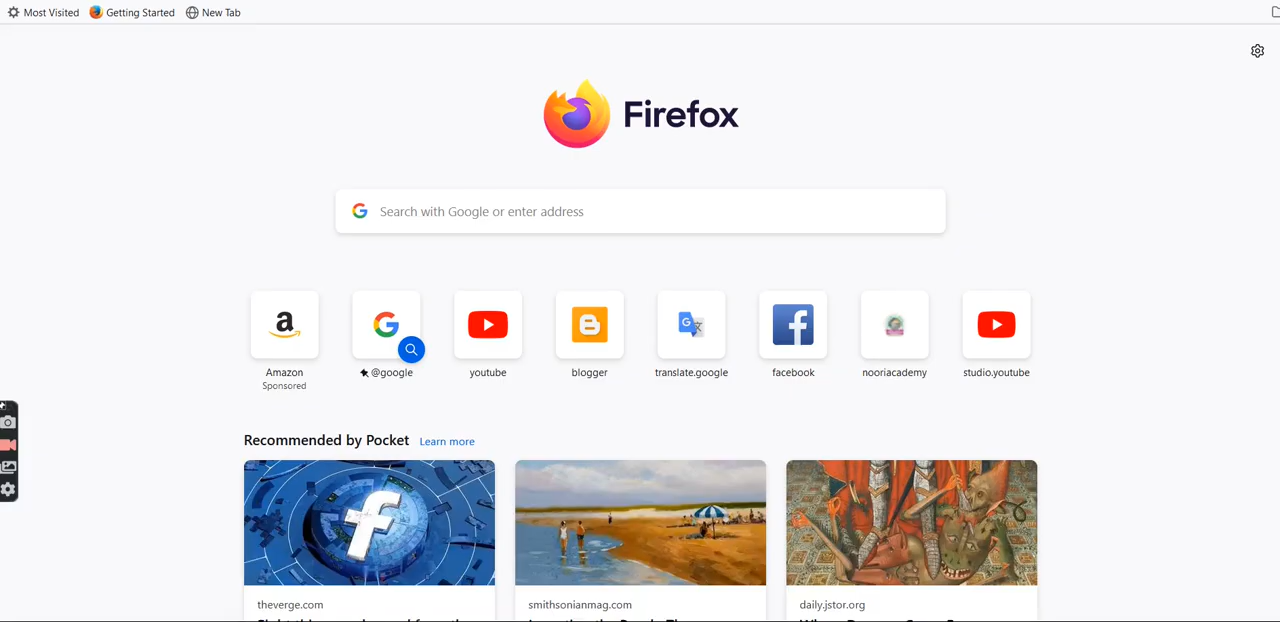 Most Visited Getting Started New Tab
Firefox
Search with Google or enter address
Amazon @google youtube blogger translate.google facebook nooriacademy studio.youtube
Sponsored
Recommended by Pocket Learn more
theverge.com smithsonianmag.com daily.jstor.org